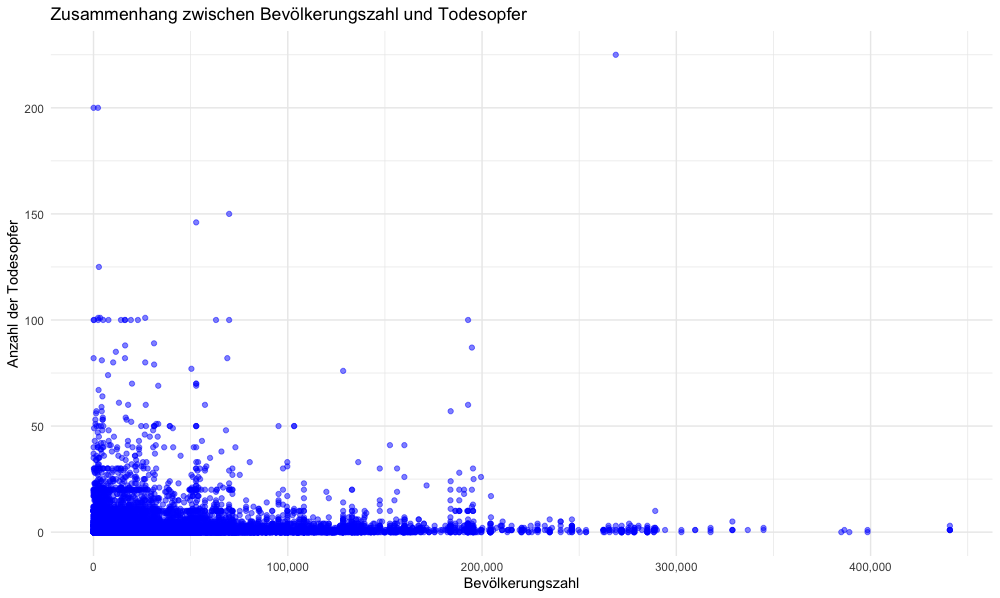 Zusammenhang zwischen Bevölkerungszahl und Todesopfer
Anzahl der Todesopfer
200
150
100
50
0
0 100,000 200,000 300,000 400,000
Bevölkerungszahl